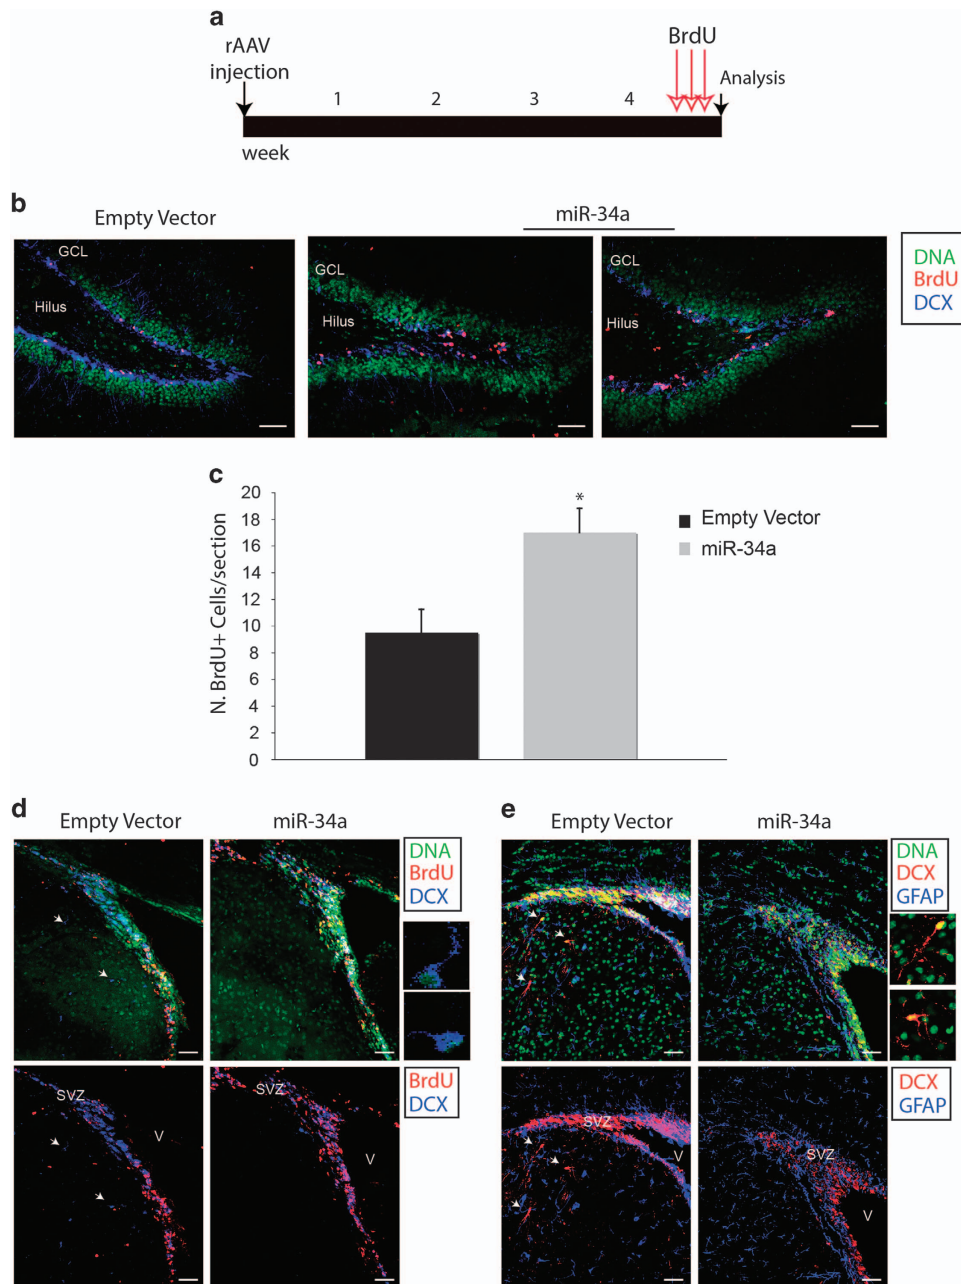 a
rAAV
injection
BrdU
Analysis
1 2 3 4
week
b
Empty Vector
miR-34a
GCL
Hilus
GCL
Hilus
GCL
Hilus
DNA
BrdU
DCX
c
N. BrdU+ Cells/section
20
18
16
14
12
10
8
6
4
2
0
*
Empty Vector
miR-34a
d
Empty Vector
miR-34a
DNA
BrdU
DCX
SVZ
V
SVZ
V
BrdU
DCX
e
Empty Vector
miR-34a
DNA
DCX
GFAP
SVZ
V
SVZ
V
DCX
GFAP